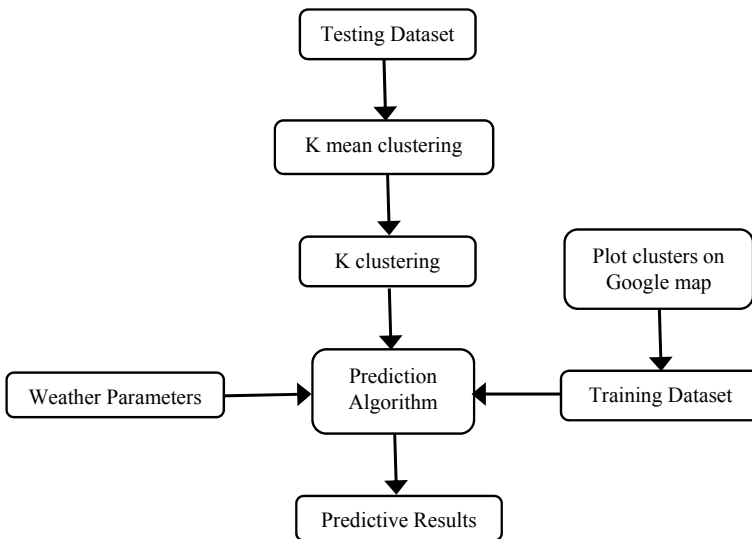 Testing Dataset
K mean clustering
K clustering
Plot clusters on
Google map
Weather Parameters
Prediction
Algorithm
Training Dataset
Predictive Results